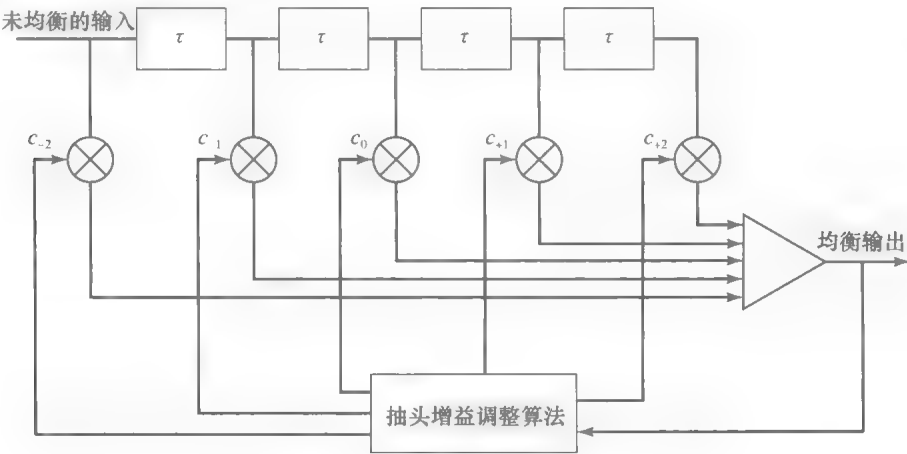 未均衡的输入
τ
τ
τ
τ
c₋₂
c₋₁
c₀
c₊₁
c₊₂
均衡输出
抽头增益调整算法